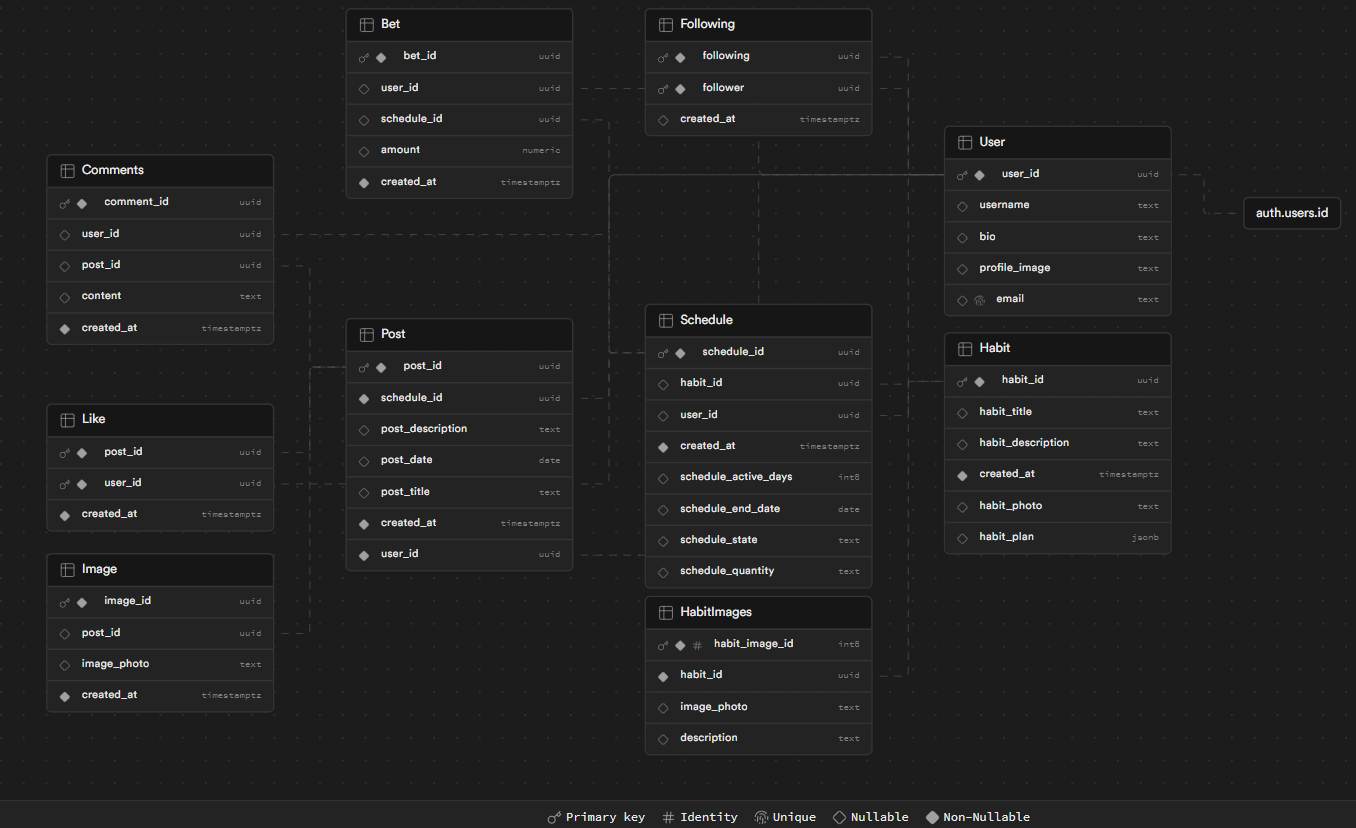 Bet
bet_id uuid
user_id uuid
schedule_id uuid
amount numeric
created_at timestamptz
Following
following uuid
follower uuid
created_at timestamptz
User
user_id uuid
username text
bio text
profile_image text
email text
auth.users.id
Comments
comment_id uuid
user_id uuid
post_id uuid
content text
created_at timestamptz
Post
post_id uuid
schedule_id uuid
post_description text
post_date date
post_title text
created_at timestamptz
user_id uuid
Schedule
schedule_id uuid
habit_id uuid
user_id uuid
created_at timestamptz
schedule_active_days int8
schedule_end_date date
schedule_state text
schedule_quantity text
Habit
habit_id uuid
habit_title text
habit_description text
created_at timestamptz
habit_photo text
habit_plan jsonb
Like
post_id uuid
user_id uuid
created_at timestamptz
Image
image_id uuid
post_id uuid
image_photo text
created_at timestamptz
HabitImages
# habit_image_id int8
habit_id uuid
image_photo text
description text
Primary key # Identity Unique Nullable Non-Nullable